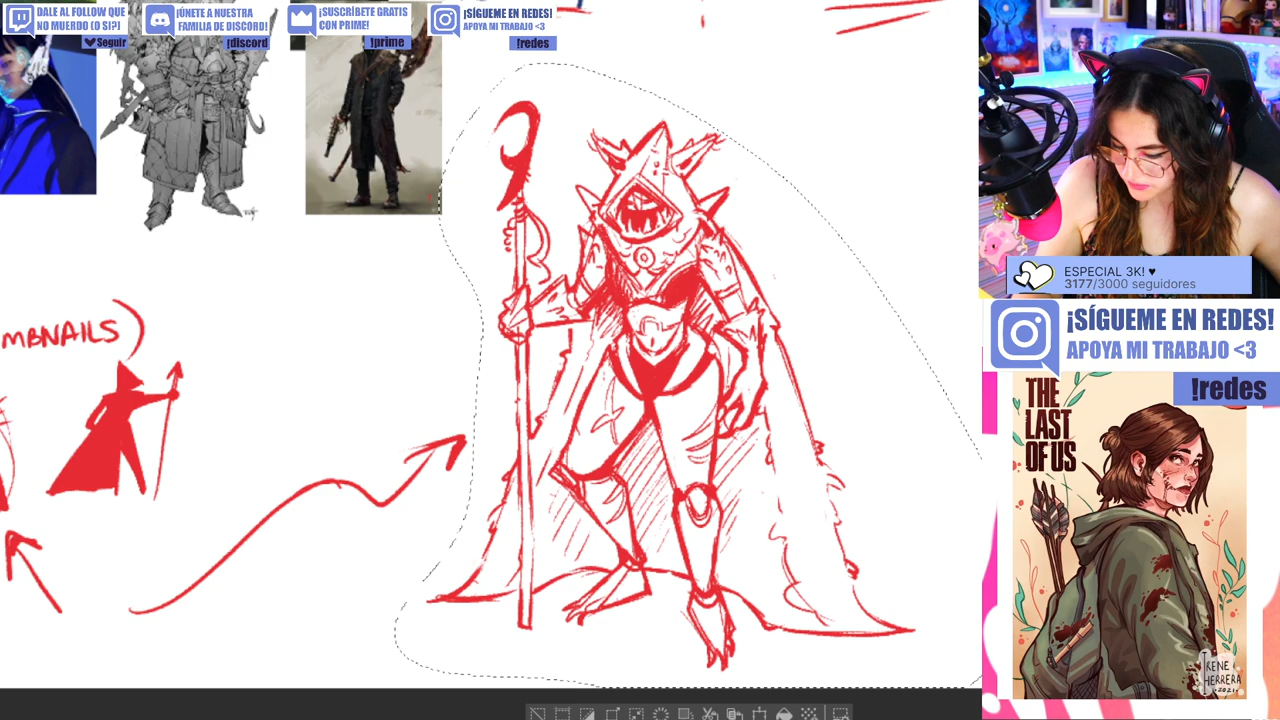 DALE AL FOLLOW QUE
NO MUERDO (O SI?)
Seguir
¡ÚNETE A NUESTRA
FAMILIA DE DISCORD!
!discord
¡SUSCRÍBETE GRATIS
CON PRIME!
!prime
¡SÍGUEME EN REDES!
APOYA MI TRABAJO <3
!redes
MBNAILS)
ESPECIAL 3K! ♥
3177/3000 seguidores
¡SÍGUEME EN REDES!
APOYA MI TRABAJO <3
!redes
THE
LAST
OF US
IRENE
HERRERA
·2021·